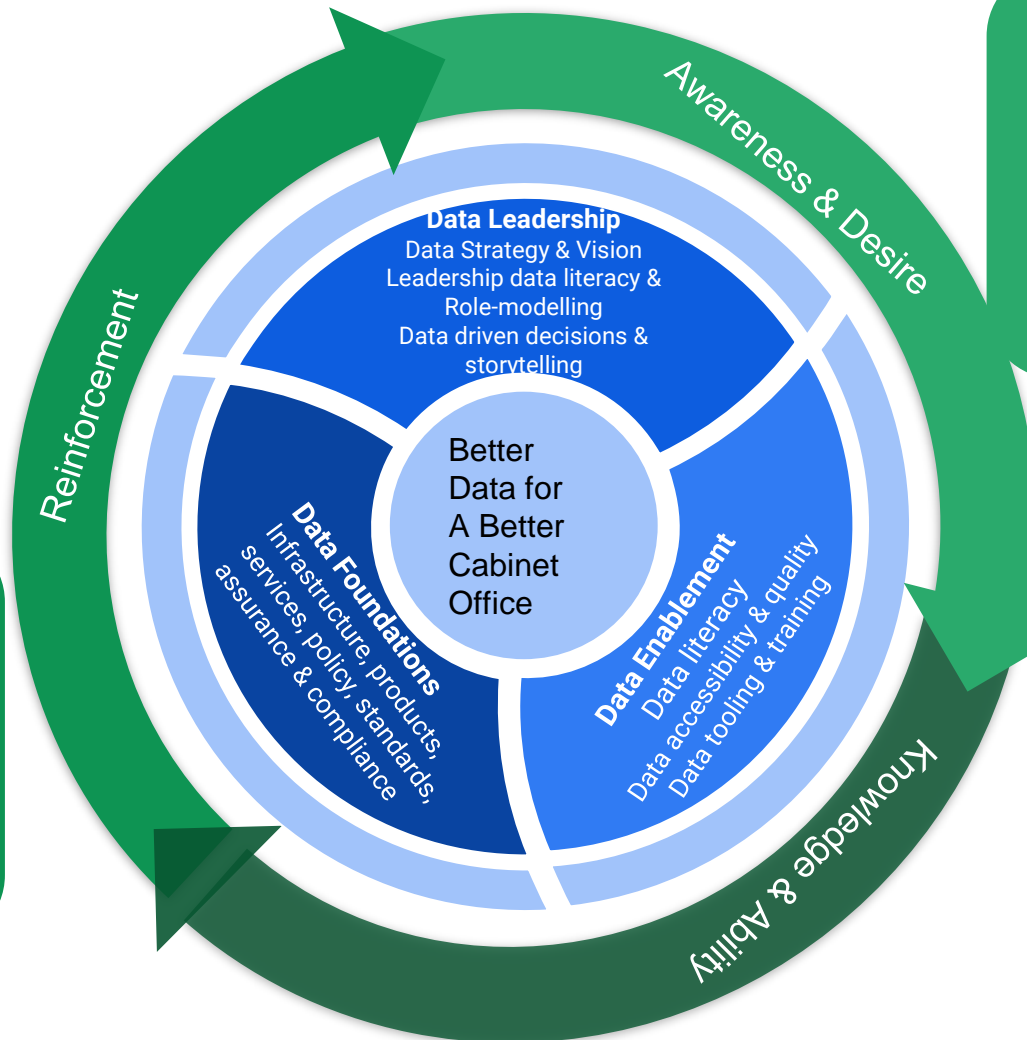 Awareness & Desire
Reinforcement
Data Leadership
Data Strategy & Vision
Leadership data literacy &
Role-modelling
Data driven decisions &
storytelling
Better
Data for
A Better
Cabinet
Office
Data Foundations
Infrastructure, products,
services, policy, standards,
assurance & compliance
Data Enablement
Data literacy
Data accessibility & quality
Data tooling & training
Knowledge & Ability